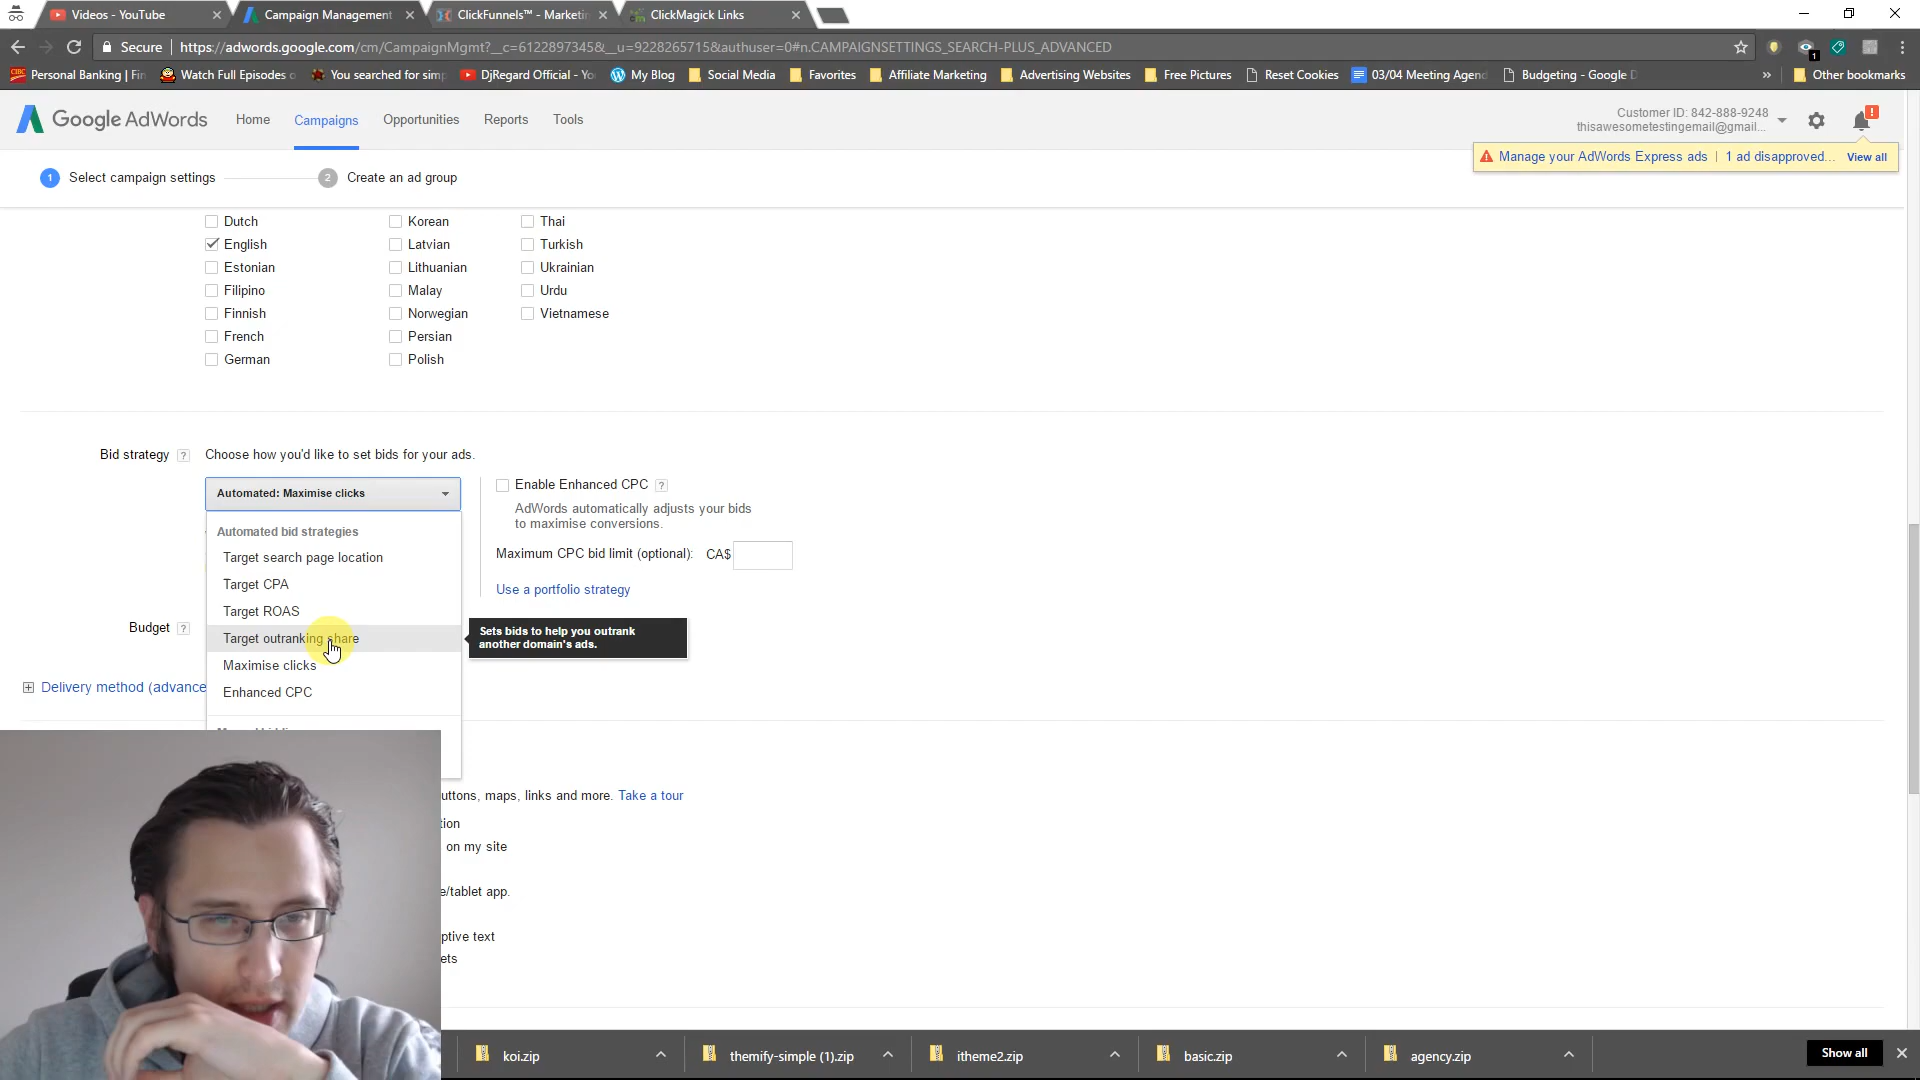 Videos - YouTube
Campaign Management
ClickFunnels™ - Marketin
ClickMagick Links
Secure
https://adwords.google.com/cm/CampaignMgmt?__c=6122897345&__u=9228265715&authuser=0#n.CAMPAIGNSETTINGS_SEARCH-PLUS_ADVANCED
CIBC Personal Banking | Fin
Watch Full Episodes o
You searched for sim
DjRegard Official - Yo
My Blog
Social Media
Favorites
Affiliate Marketing
Advertising Websites
Free Pictures
Reset Cookies
03/04 Meeting Agend
Budgeting - Google D
»
Other bookmarks
Google AdWords
Home
Campaigns
Opportunities
Reports
Tools
Customer ID: 842-888-9248
thisawesometestingemail@gmail...
Manage your AdWords Express ads | 1 ad disapproved... View all
1 Select campaign settings
2 Create an ad group
Dutch Korean Thai
English Latvian Turkish
Estonian Lithuanian Ukrainian
Filipino Malay Urdu
Finnish Norwegian Vietnamese
French Persian
German Polish
Bid strategy ? Choose how you'd like to set bids for your ads.
Automated: Maximise clicks
Enable Enhanced CPC ?
AdWords automatically adjusts your bids
to maximise conversions.
Maximum CPC bid limit (optional): CA$
Use a portfolio strategy
Automated bid strategies
Target search page location
Target CPA
Target ROAS
Target outranking share
Maximise clicks
Enhanced CPC
Sets bids to help you outrank
another domain's ads.
Budget ?
Delivery method (advance
uttons, maps, links and more. Take a tour
tion
on my site
e/tablet app.
ptive text
ets
koi.zip
themify-simple (1).zip
itheme2.zip
basic.zip
agency.zip
Show all